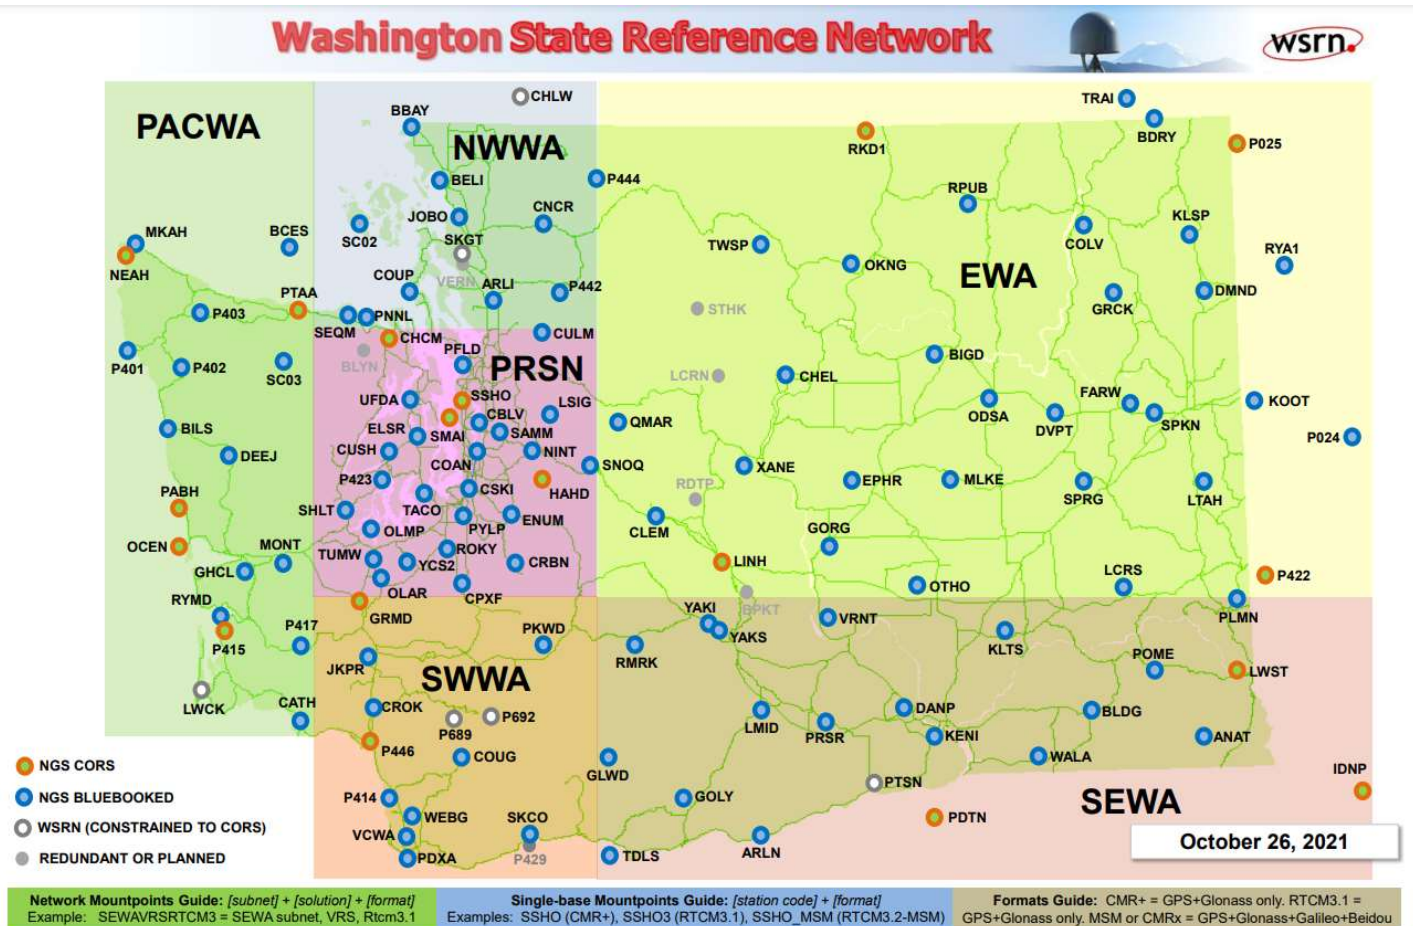 Washington State Reference Network
wsrn.
PACWA
NWWA
EWA
PRSN
SWWA
SEWA
CHLW
BBAY
TRAI
BDRY
RKD1
P025
BELI
P444
RPUB
JOBO
CNCR
KLSP
SC02
SKGT
MKAH
BCES
TWSP
COLV
RYA1
NEAH
VERN
OKNG
COUP
ARLI
P442
DMND
PTAA
GRCK
P403
STHK
SEQM
PNNL
CHCM
CULM
BLYN
PFLD
P401
P402
SC03
BIGD
LCRN
CHEL
UFDA
SSHO
LSIG
FARW
KOOT
ODSA
DVPT
SPKN
BILS
ELSR
SMAI
CBLV
SAMM
QMAR
P024
DEEJ
CUSH
COAN
NINT
SNOQ
XANE
P423
CSKI
HAHD
RDTP
EPHR
MLKE
SPRG
LTAH
PABH
SHLT
TACO
OLMP
PYLP
ENUM
CLEM
GORG
OCEN
MONT
TUMW
YCS2
ROKY
CRBN
LINH
GHCL
OLAR
CPXF
OTHO
LCRS
P422
RYMD
GRMD
BPKT
PLMN
P415
P417
PKWD
YAKI
YAKS
VRNT
KLTS
JKPR
RMRK
POME
LWST
LWCK
CATH
CROK
P689
P692
LMID
PRSR
DANP
KENI
BLDG
ANAT
P446
COUG
GLWD
WALA
PTSN
IDNP
P414
WEBG
GOLY
PDTN
VCWA
SKCO
PDXA
P429
TDLS
ARLN
NGS CORS
NGS BLUEBOOKED
WSRN (CONSTRAINED TO CORS)
REDUNDANT OR PLANNED
October 26, 2021
Network Mountpoints Guide: [subnet] + [solution] + [format]
Example: SEWAVRSRTCM3 = SEWA subnet, VRS, Rtcm3.1
Single-base Mountpoints Guide: [station code] + [format]
Examples: SSHO (CMR+), SSHO3 (RTCM3.1), SSHO_MSM (RTCM3.2-MSM)
Formats Guide: CMR+ = GPS+Glonass only. RTCM3.1 =
GPS+Glonass only. MSM or CMRx = GPS+Glonass+Galileo+Beidou